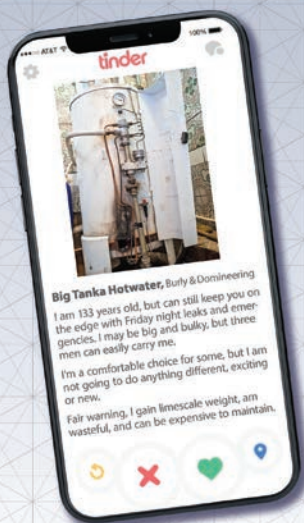 AT&T
100%
tinder
Big Tanka Hotwater, Burly & Domineering
I am 133 years old, but can still keep you on
the edge with Friday night leaks and emer-
gencies. I may be big and bulky, but three
men can easily carry me.
I'm a comfortable choice for some, but I am
not going to do anything different, exciting
or new.
Fair warning, I gain limescale weight, am
wasteful, and can be expensive to maintain.